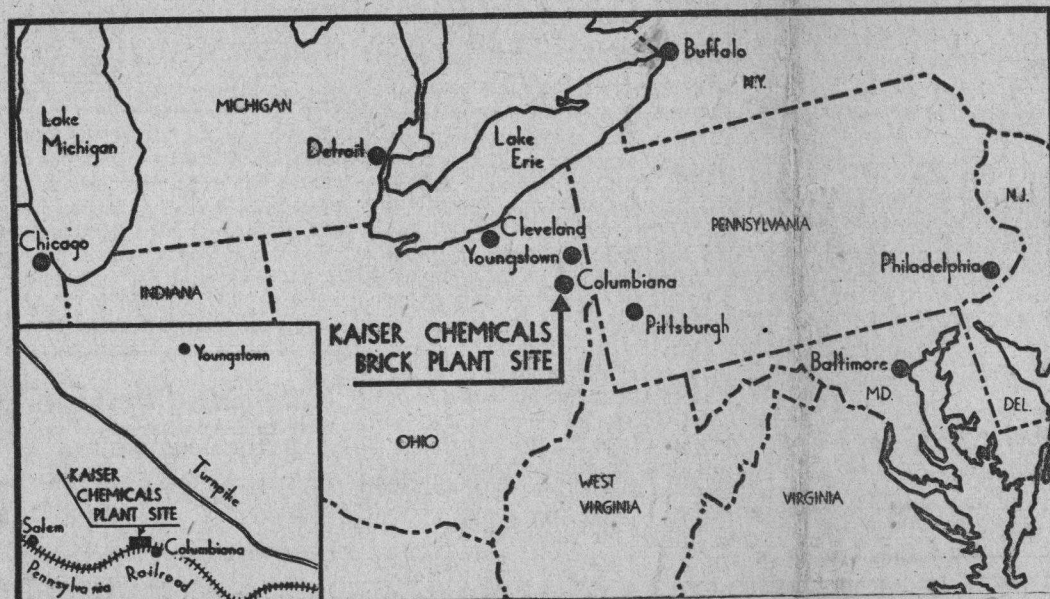 Buffalo
N.Y.
MICHIGAN
Lake
Michigan
Detroit
Lake
Erie
N.J.
PENNSYLVANIA
Cleveland
Chicago
Youngstown
Philadelphia
INDIANA
Columbiana
Pittsburgh
KAISER CHEMICALS
BRICK PLANT SITE
Baltimore
M.D.
DEL.
OHIO
WEST
VIRGINIA
VIRGINIA
Youngstown
Turnpike
KAISER
CHEMICALS
PLANT SITE
Salem
Columbiana
Pennsylvania Railroad